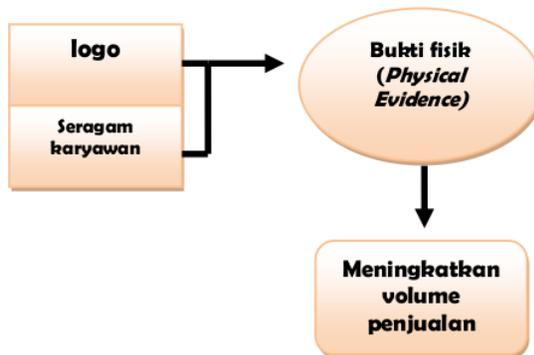 logo
Seragam
karyawan
Bukti fisik
(Physical
Evidence)
Meningkatkan
volume
penjualan